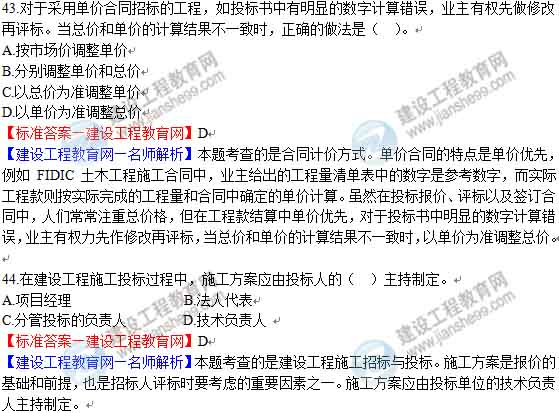 43.对于采用单价合同招标的工程，如投标书中有明显的数字计算错误，业主有权先做修改
再评标。当总价和单价的计算结果不一致时，正确的做法是（　）。
A.按市场价调整单价
B.分别调整单价和总价
C.以总价为准调整单价
D.以单价为准调整总价
【标准答案－建设工程教育网】D
【建设工程教育网－名师解析】本题考查的是合同计价方式。单价合同的特点是单价优先，
例如 FIDIC 土木工程施工合同中，业主给出的工程量清单表中的数字是参考数字，而实际
工程款则按实际完成的工程量和合同中确定的单价计算。虽然在投标报价、评标以及签订合
同中，人们常常注重总价格，但在工程款结算中单价优先，对于投标书中明显的数字计算错
误，业主有权力先作修改再评标，当总价和单价的计算结果不一致时，以单价为准调整总价。
44.在建设工程施工投标过程中，施工方案应由投标人的（　）主持制定。
A.项目经理　　B.法人代表
C.分管投标的负责人　　D.技术负责人
【标准答案－建设工程教育网】D
【建设工程教育网－名师解析】本题考查的是建设工程施工招标与投标。施工方案是报价的
基础和前提，也是招标人评标时要考虑的重要因素之一。施工方案应由投标单位的技术负责
人主持制定。
建设工程教育网
www.jianshe99.com